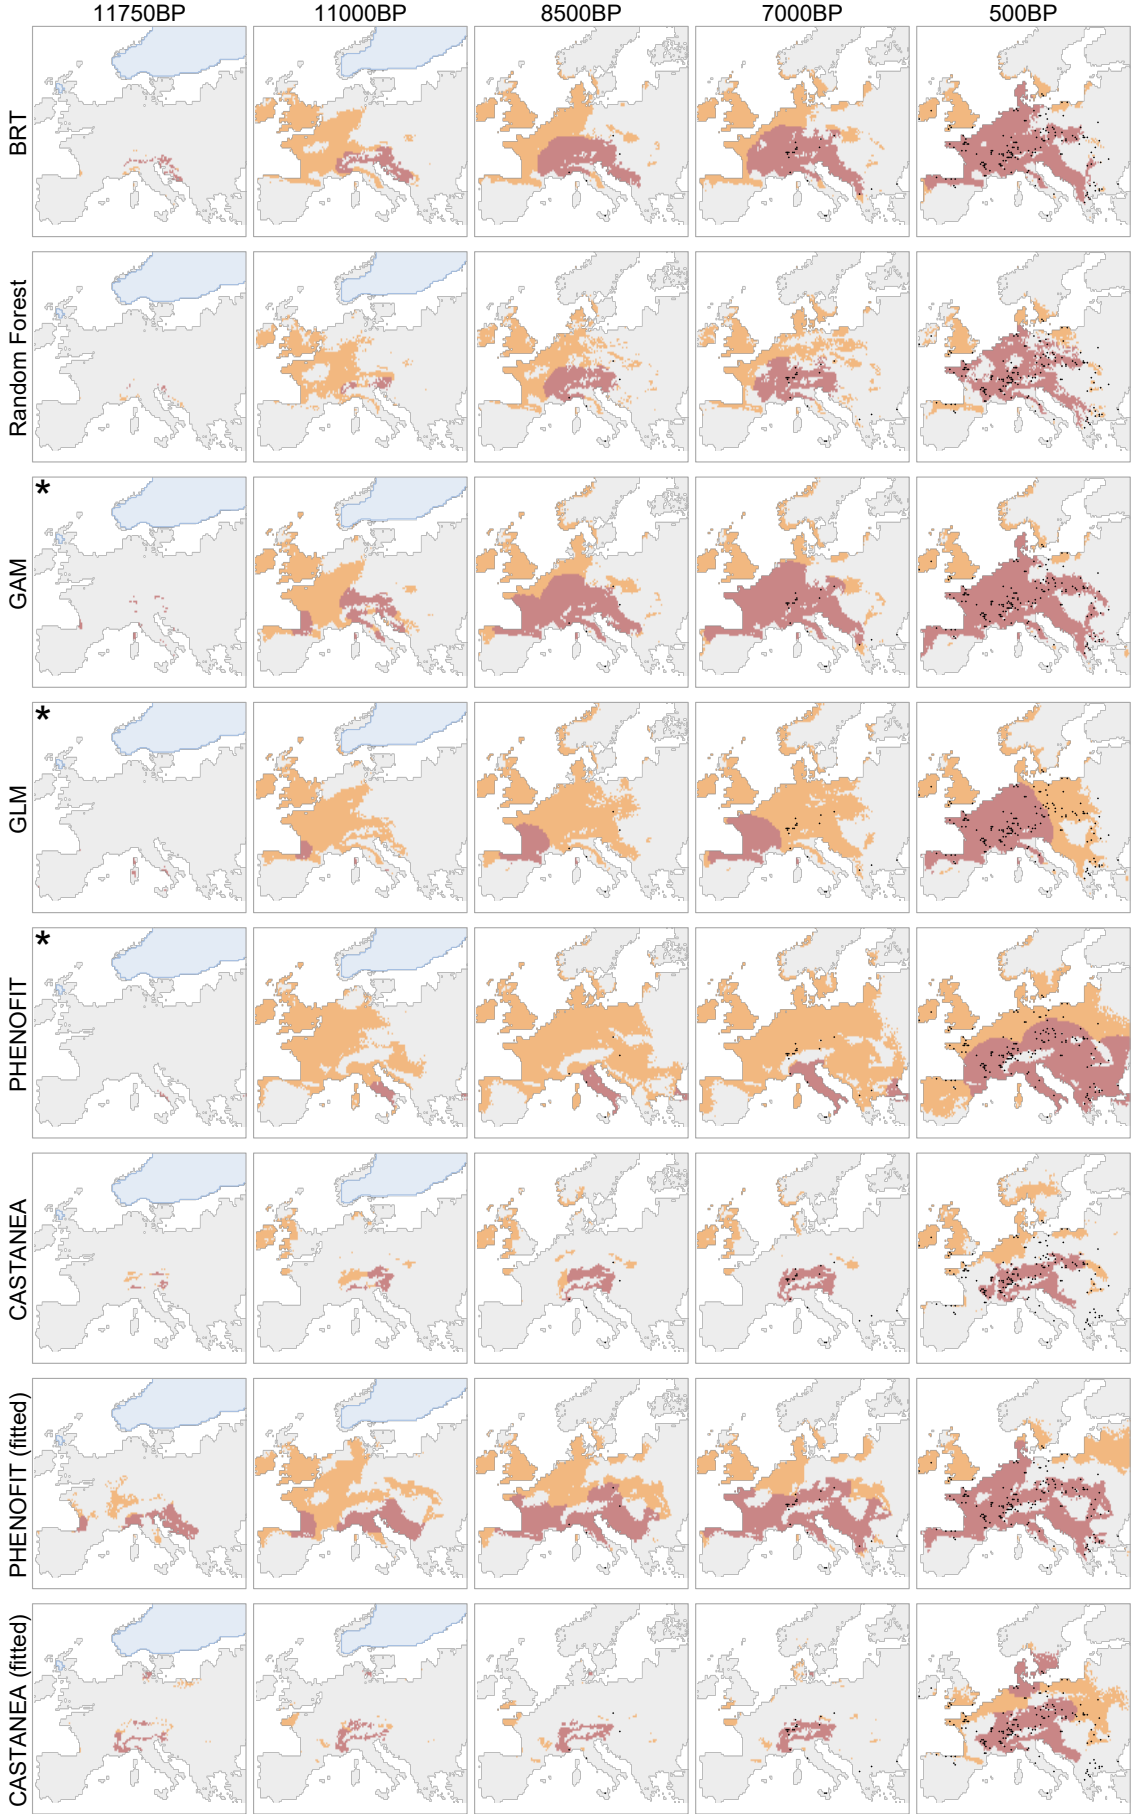 11750BP 11000BP 8500BP 7000BP 500BP
BRT
Random Forest
*
GAM
*
GLM
*
PHENOFIT
CASTANEA
PHENOFIT (fitted)
CASTANEA (fitted)